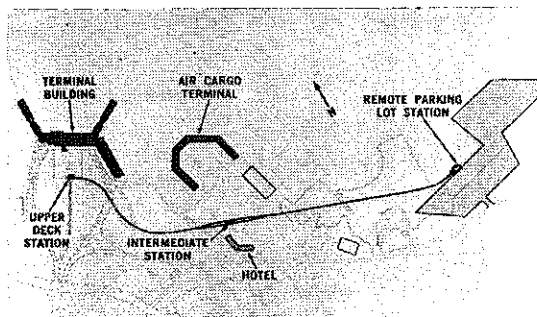 TERMINAL
BUILDING
AIR CARGO
TERMINAL
REMOTE PARKING
LOT STATION
N
UPPER
DECK
STATION
INTERMEDIATE
STATION
HOTEL